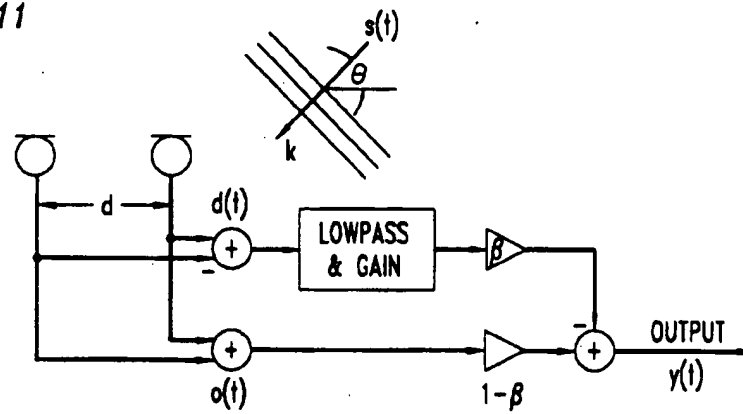 11
s(t)
θ
k
d
d(t)
+
-
LOWPASS
& GAIN
β
-
+
o(t)
1-β
+
OUTPUT
y(t)